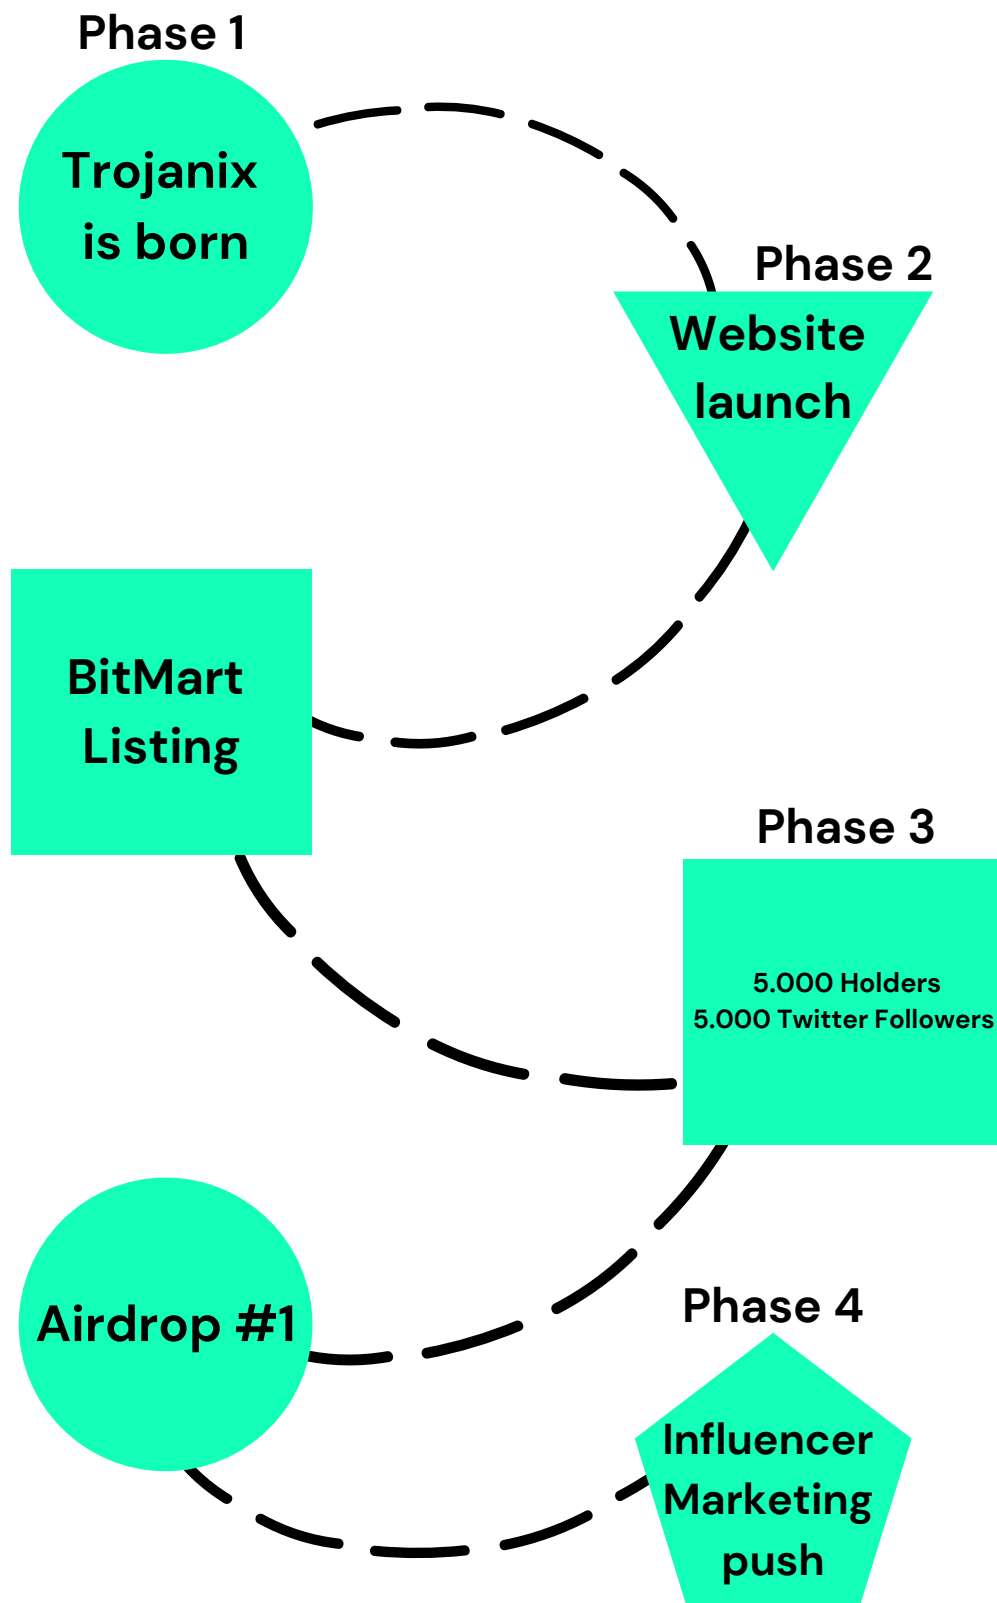 Phase 1
Trojanix
is born
Phase 2
Website
launch
BitMart
Listing
Phase 3
5.000 Holders
5.000 Twitter Followers
Airdrop #1
Phase 4
Influencer
Marketing
push